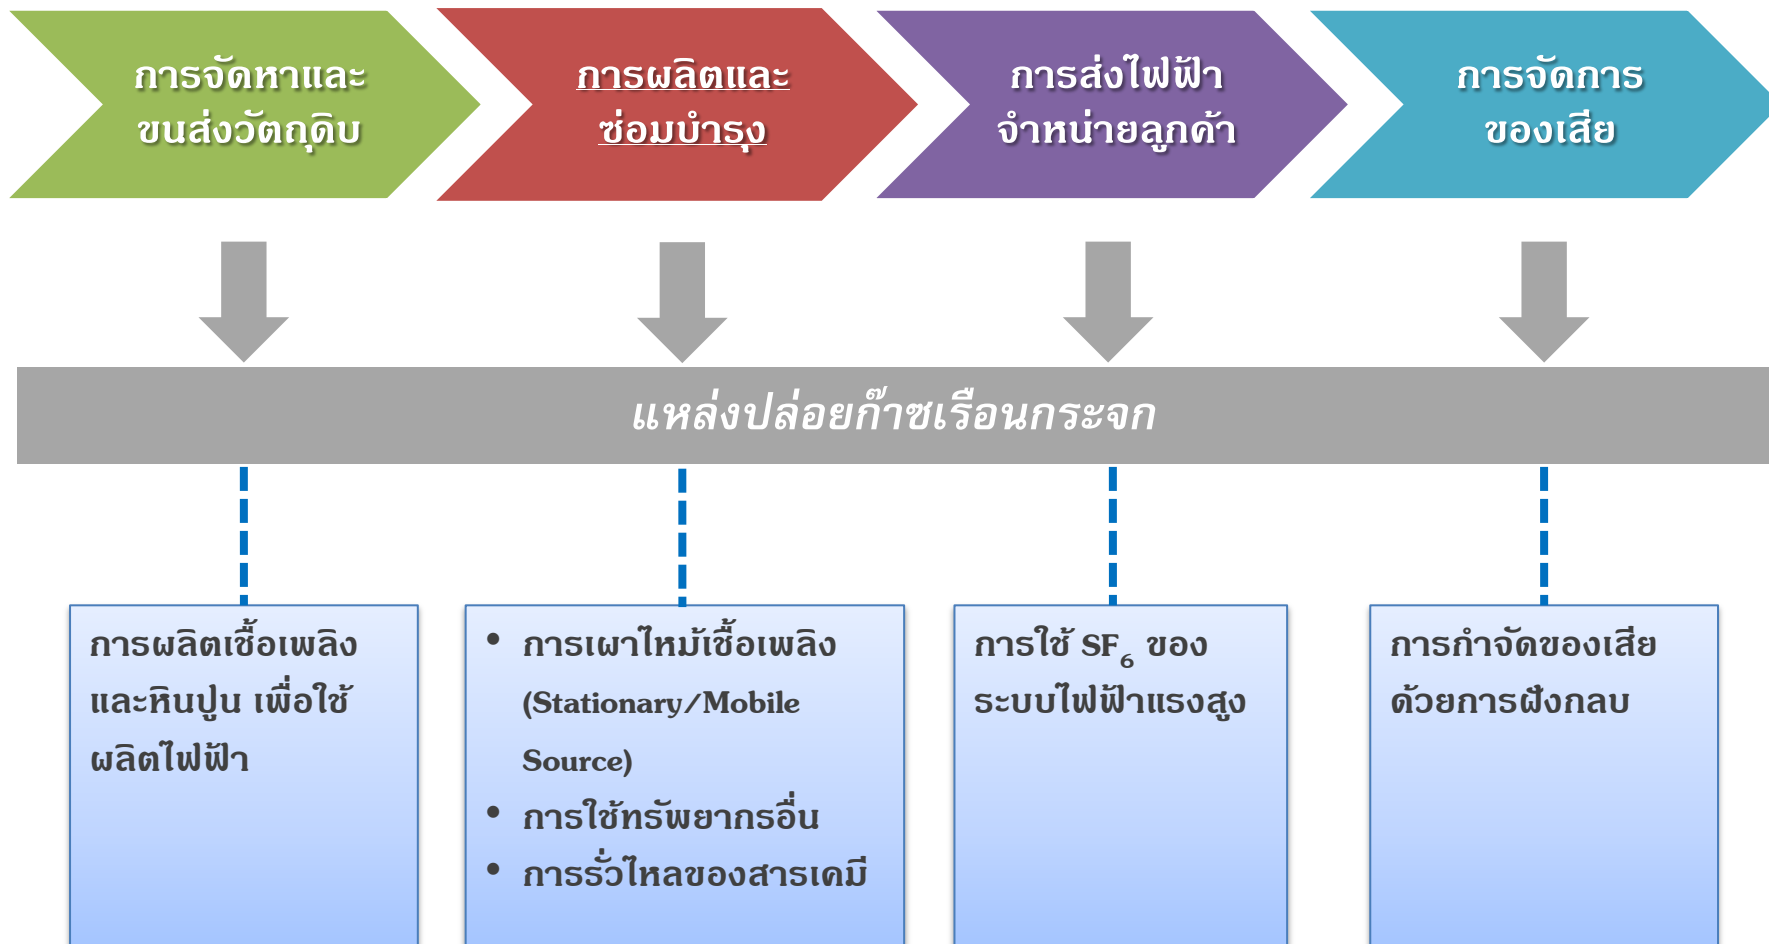 การจัดหาและ
ขนส่งวัตถุดิบ
การผลิตและ
ซ่อมบำรุง
การส่งไฟฟ้า
จำหน่ายลูกค้า
การจัดการ
ของเสีย
แหล่งปล่อยก๊าซเรือนกระจก
การผลิตเชื้อเพลิง
และหินปูน เพื่อใช้
ผลิตไฟฟ้า
• การเผาไหม้เชื้อเพลิง
(Stationary/Mobile
Source)
• การใช้ทรัพยากรอื่น
• การรั่วไหลของสารเคมี
การใช้ SF₆ ของ
ระบบไฟฟ้าแรงสูง
การกำจัดของเสีย
ด้วยการฝังกลบ